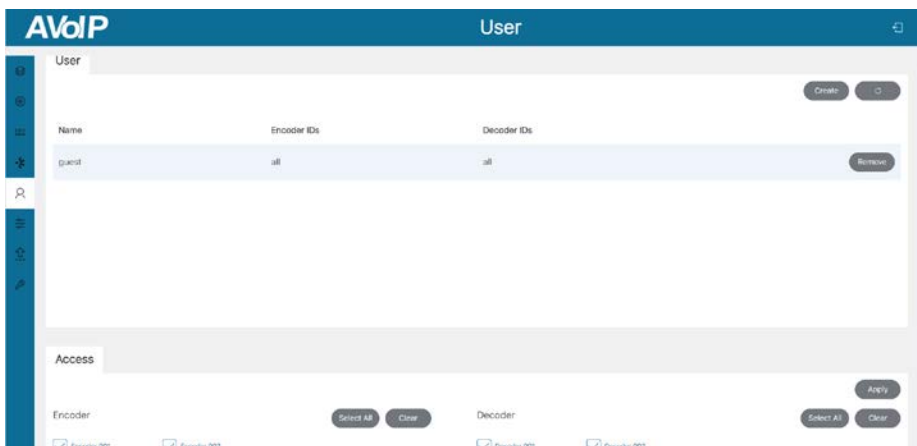 AVoIP User
User
Create
Name Encoder IDs Decoder IDs
guest all all Remove
Access
Apply
Encoder Select All Clear Decoder Select All Clear